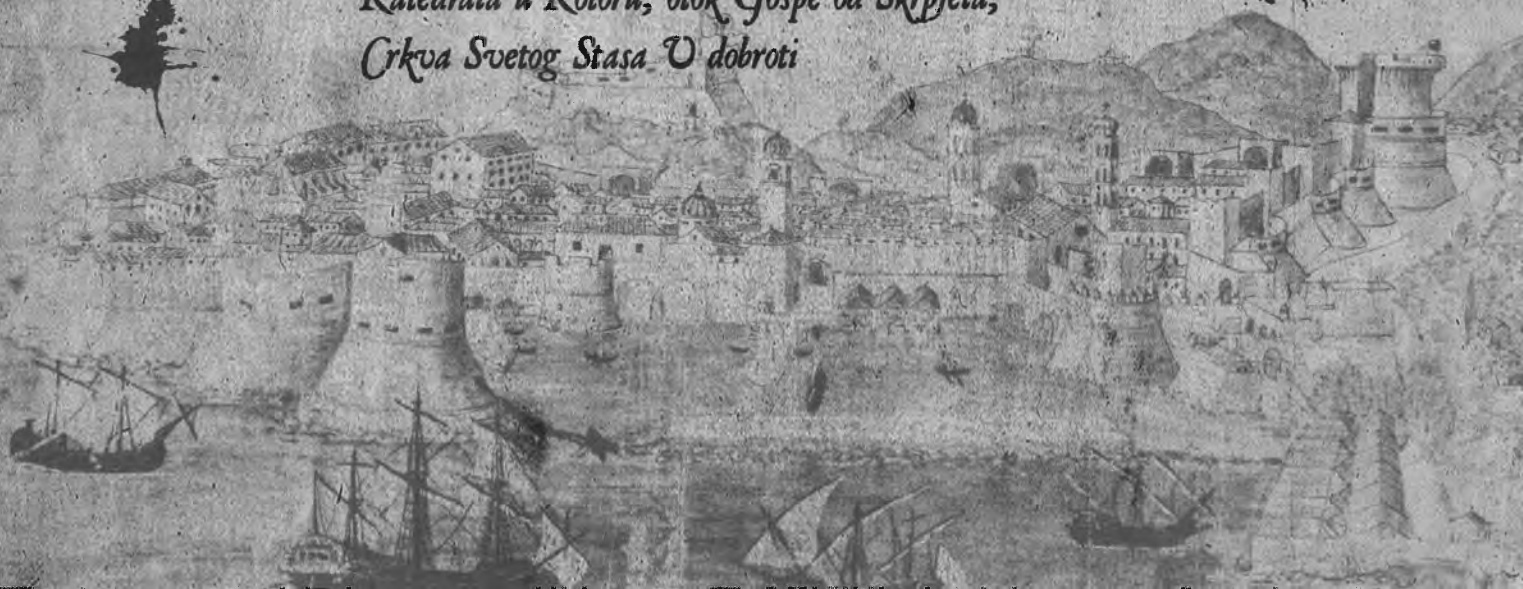 Katedrala u Kotoru, otok Gospe od Škrpjela,
Crkva Svetog Stasa U dobroti